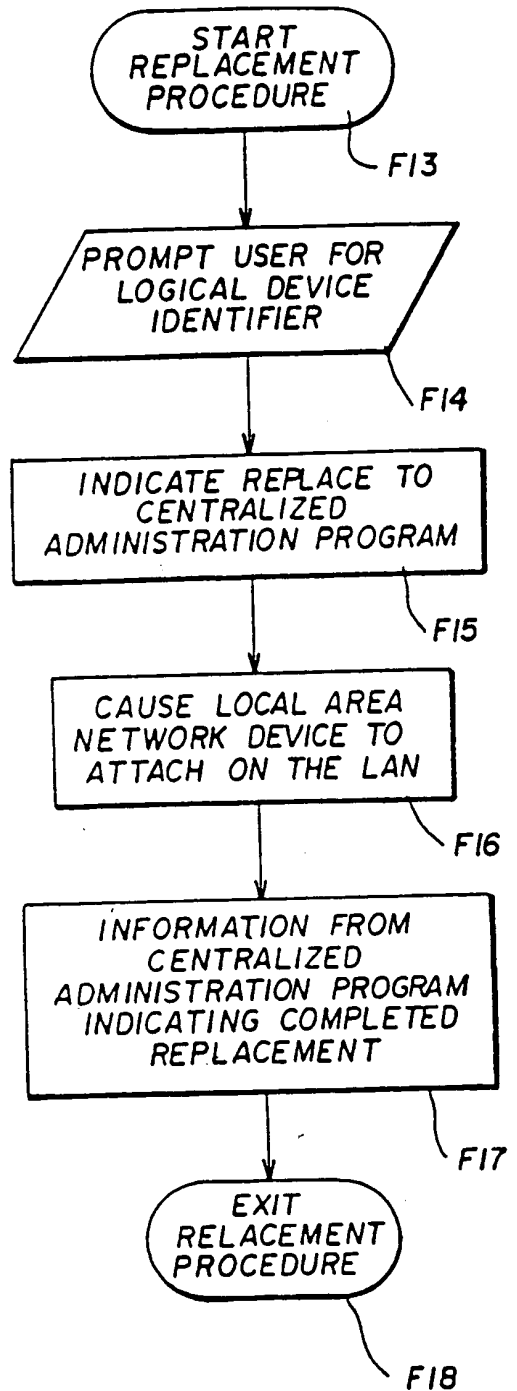 START
REPLACEMENT
PROCEDURE
F13
PROMPT USER FOR
LOGICAL DEVICE
IDENTIFIER
F14
INDICATE REPLACE TO
CENTRALIZED
ADMINISTRATION PROGRAM
F15
CAUSE LOCAL AREA
NETWORK DEVICE TO
ATTACH ON THE LAN
F16
INFORMATION FROM
CENTRALIZED
ADMINISTRATION PROGRAM
INDICATING COMPLETED
REPLACEMENT
F17
EXIT
RELACEMENT
PROCEDURE
F18